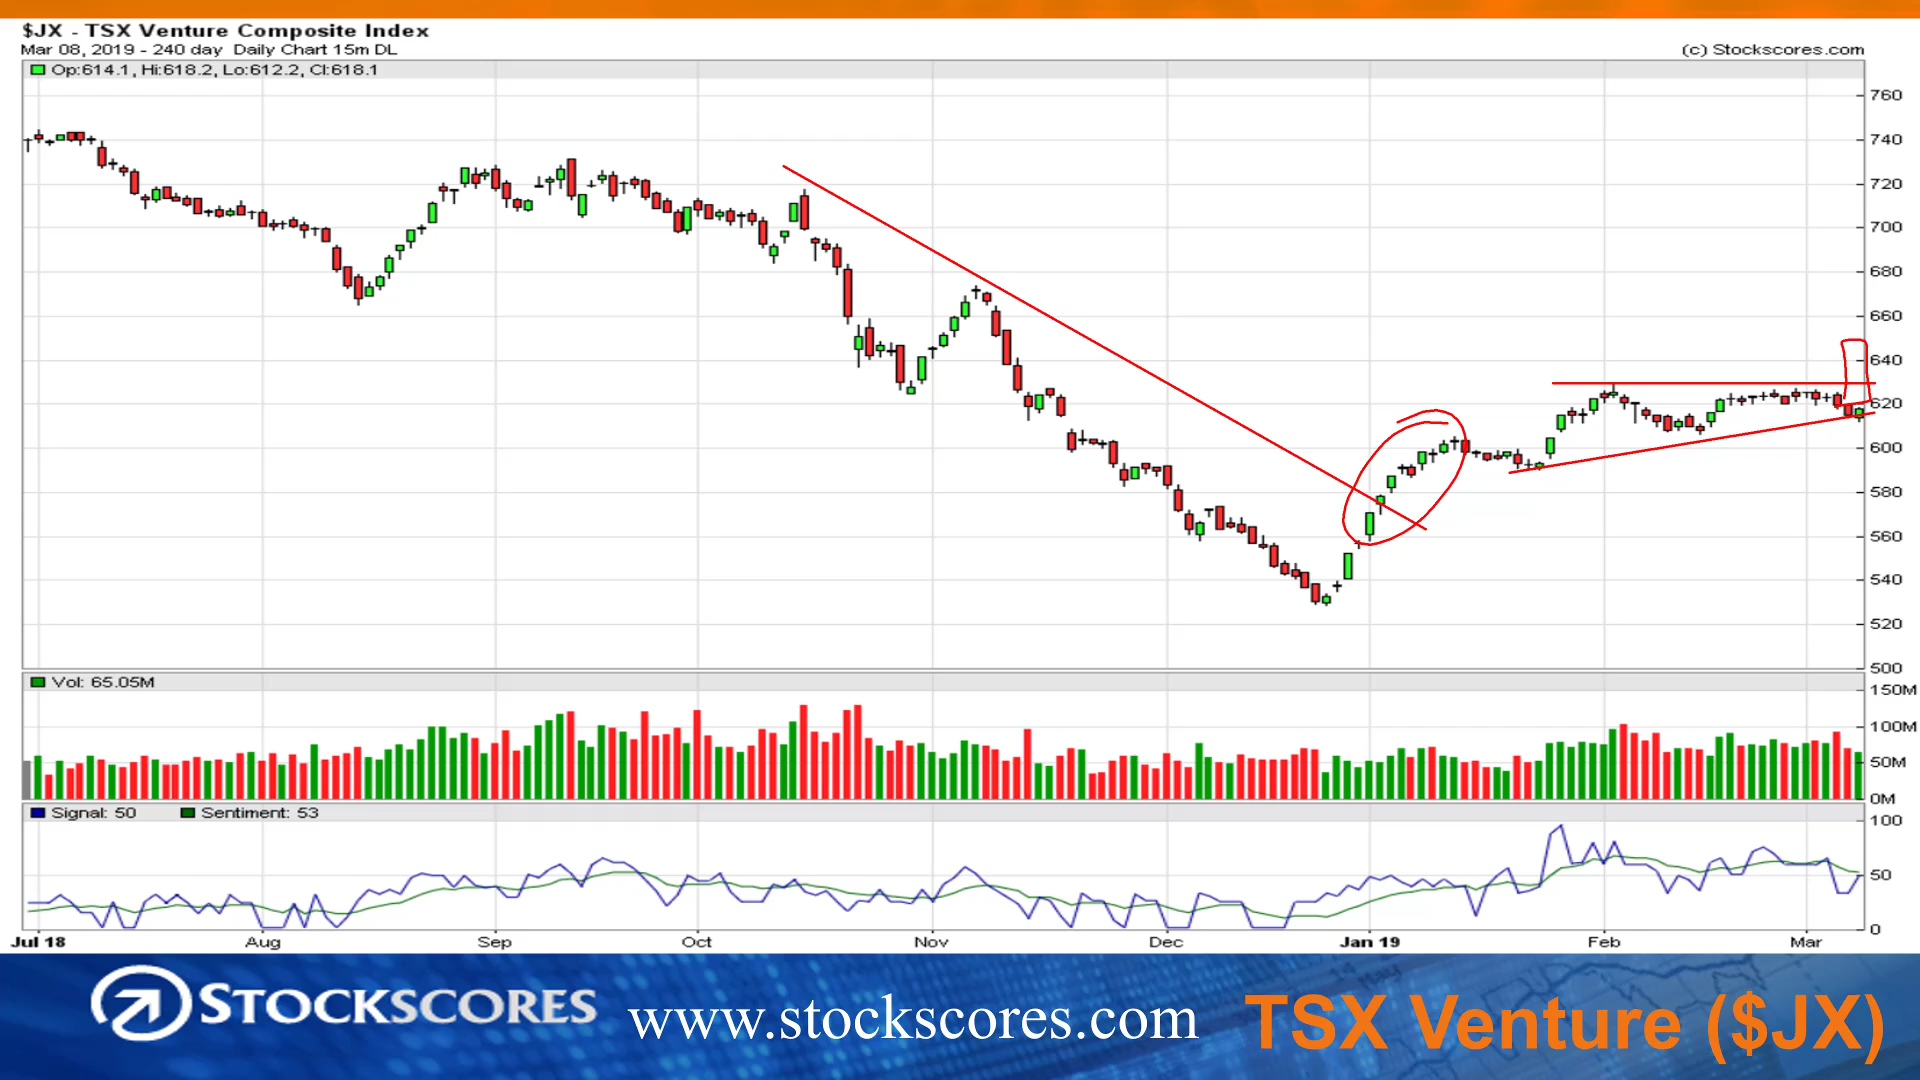 $JX - TSX Venture Composite Index
Mar 08, 2019 - 240 day Daily Chart 15m DL
(c) Stockscores.com
Op:614.1, Hi:618.2, Lo:612.2, Cl:618.1
760
740
720
700
680
660
640
620
600
580
560
540
520
500
Vol: 65.05M
150M
100M
50M
0M
Signal: 50 Sentiment: 53
100
50
0
Jul 18 Aug Sep Oct Nov Dec Jan 19 Feb Mar
STOCKSCORES www.stockscores.com TSX Venture ($JX)